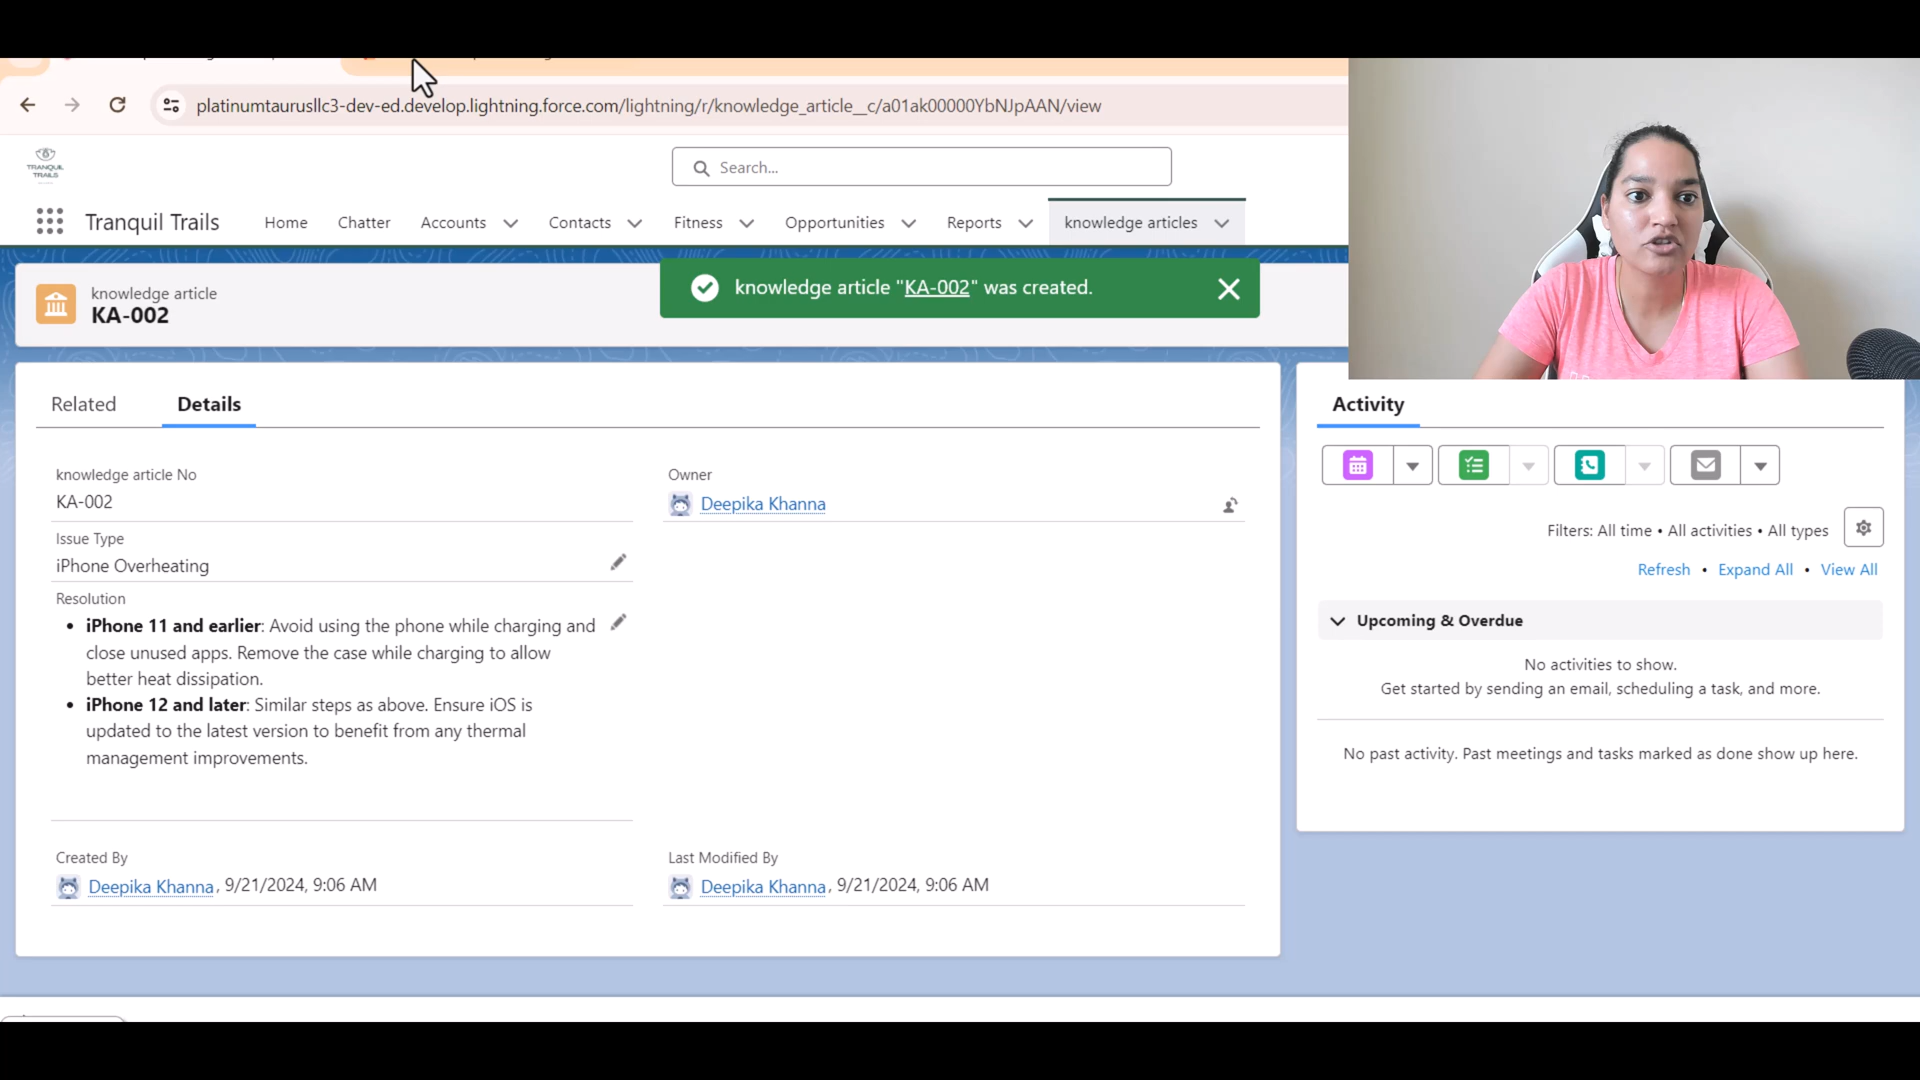 platinumtaurusllc3-dev-ed.develop.lightning.force.com/lightning/r/knowledge_article__c/a01ak00000YbNJpAAN/view
TRANQUIL
TRAILS
Search...
Tranquil Trails
Home
Chatter
Accounts
Contacts
Fitness
Opportunities
Reports
knowledge articles
knowledge article "KA-002" was created.
knowledge article
KA-002
Related
Details
knowledge article No
KA-002
Owner
Deepika Khanna
Issue Type
iPhone Overheating
Resolution
• iPhone 11 and earlier: Avoid using the phone while charging and
close unused apps. Remove the case while charging to allow
better heat dissipation.
• iPhone 12 and later: Similar steps as above. Ensure iOS is
updated to the latest version to benefit from any thermal
management improvements.
Created By
Deepika Khanna, 9/21/2024, 9:06 AM
Last Modified By
Deepika Khanna, 9/21/2024, 9:06 AM
Activity
Filters: All time • All activities • All types
Refresh • Expand All • View All
Upcoming & Overdue
No activities to show.
Get started by sending an email, scheduling a task, and more.
No past activity. Past meetings and tasks marked as done show up here.